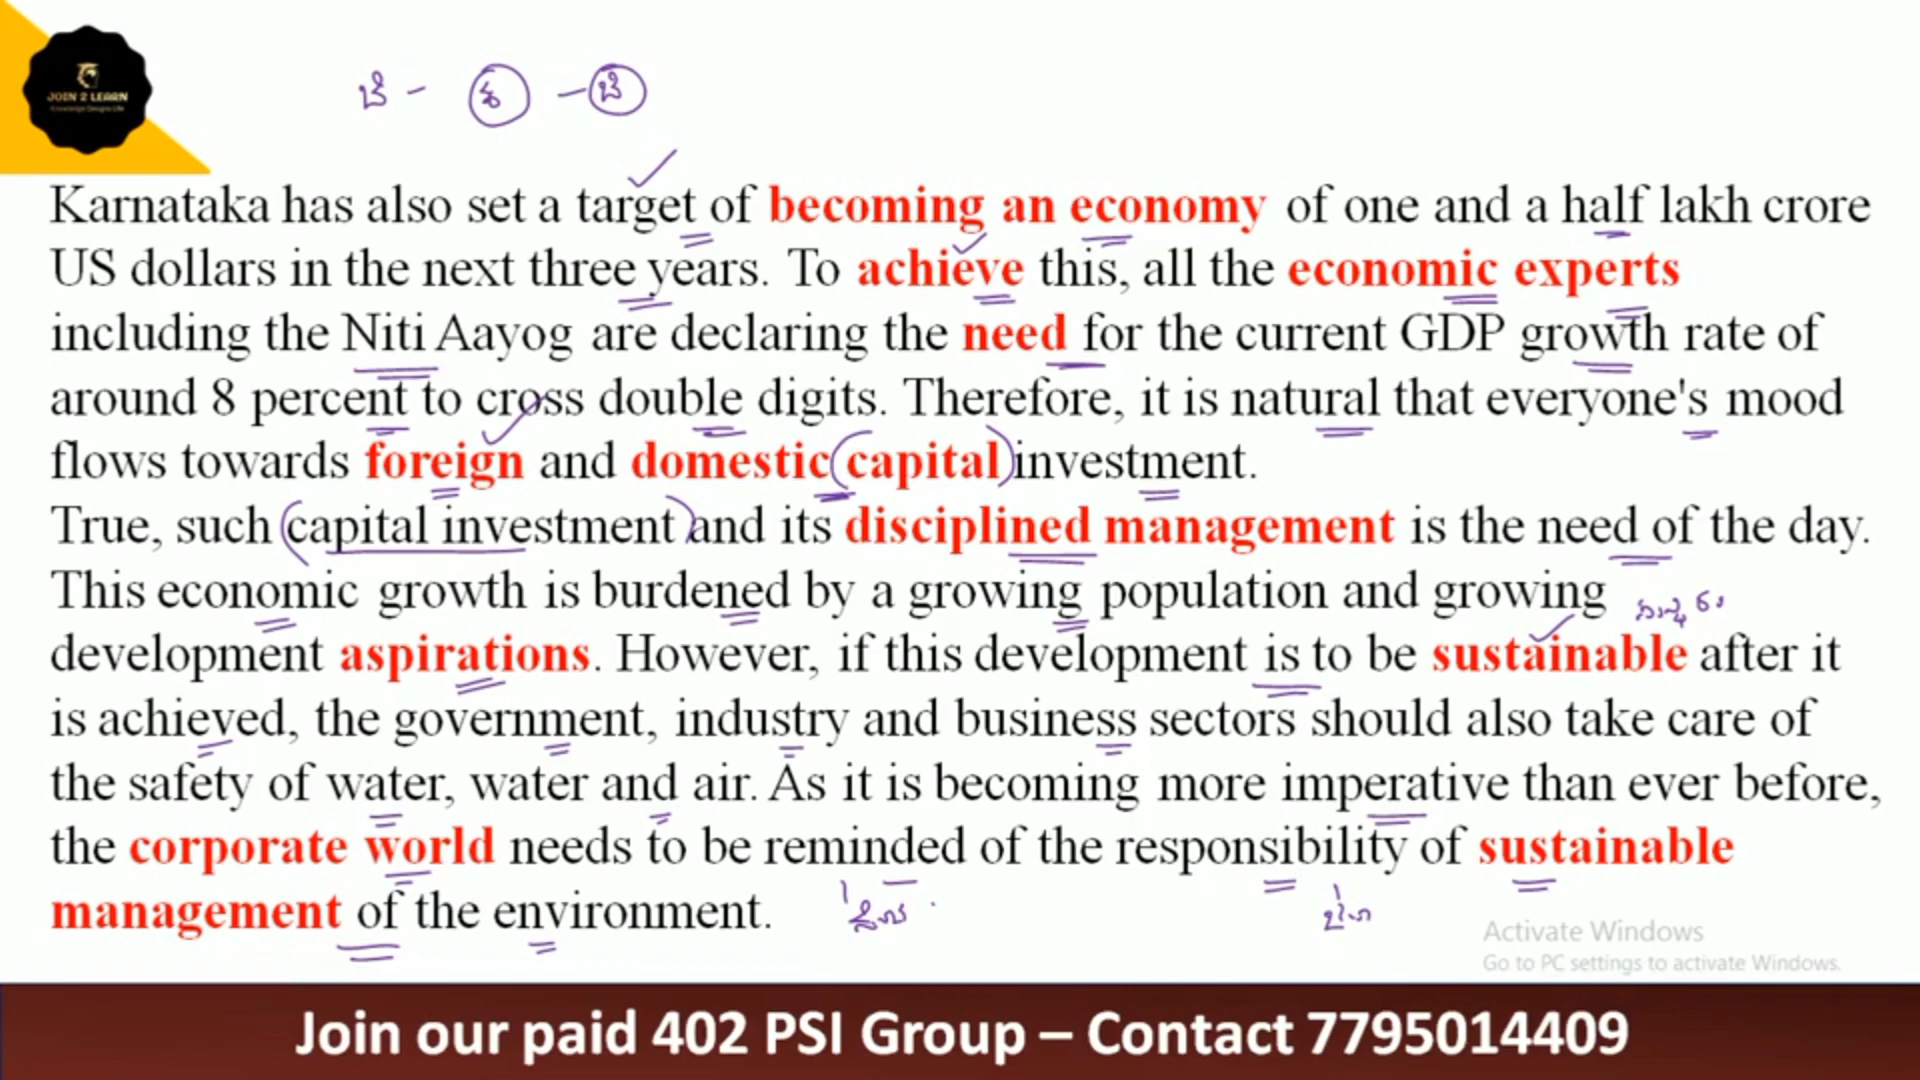 JOIN 2 LEARN
Knowledge Designs Life
Karnataka has also set a target of becoming an economy of one and a half lakh crore
US dollars in the next three years. To achieve this, all the economic experts
including the Niti Aayog are declaring the need for the current GDP growth rate of
around 8 percent to cross double digits. Therefore, it is natural that everyone's mood
flows towards foreign and domestic capital investment.
True, such capital investment and its disciplined management is the need of the day.
This economic growth is burdened by a growing population and growing
development aspirations. However, if this development is to be sustainable after it
is achieved, the government, industry and business sectors should also take care of
the safety of water, water and air. As it is becoming more imperative than ever before,
the corporate world needs to be reminded of the responsibility of sustainable
management of the environment.
Activate Windows
Go to PC settings to activate Windows.
Join our paid 402 PSI Group – Contact 7795014409